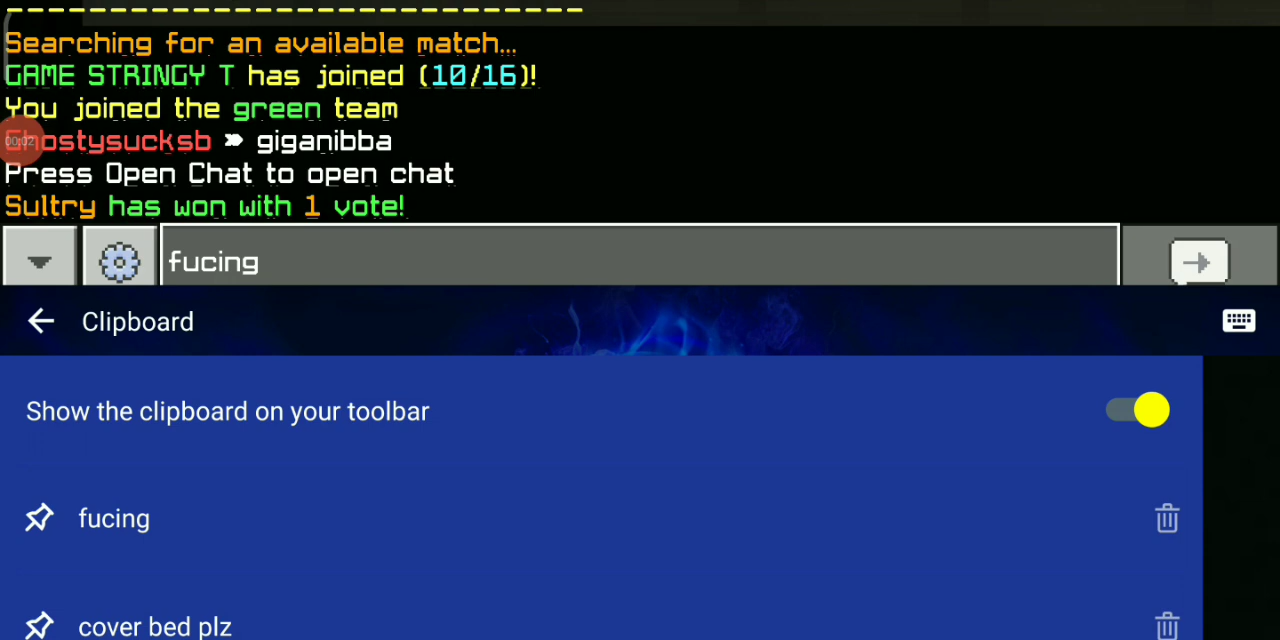 Searching for an available match...
GAME STRINGY T has joined (10/16)!
You joined the green team
Ghostysucksb » giganibba
Press Open Chat to open chat
Sultry has won with 1 vote!
fucing
Clipboard
Show the clipboard on your toolbar
fucing
cover bed plz
00:02